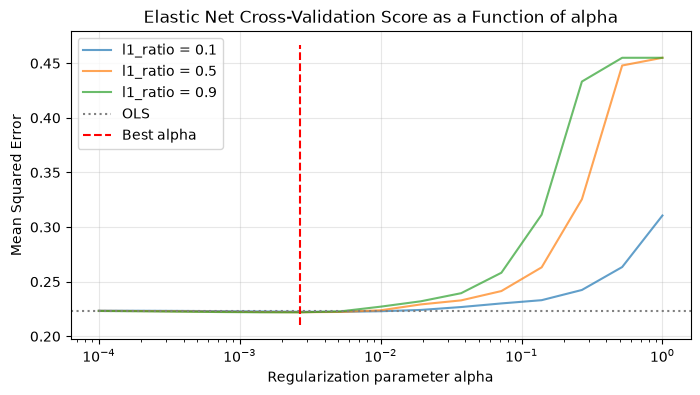 Elastic Net Cross-Validation Score as a Function of alpha
l1_ratio = 0.1
l1_ratio = 0.5
l1_ratio = 0.9
OLS
Best alpha
Mean Squared Error
0.45
0.40
0.35
0.30
0.25
0.20
10⁻⁴ 10⁻³ 10⁻² 10⁻¹ 10⁰
Regularization parameter alpha